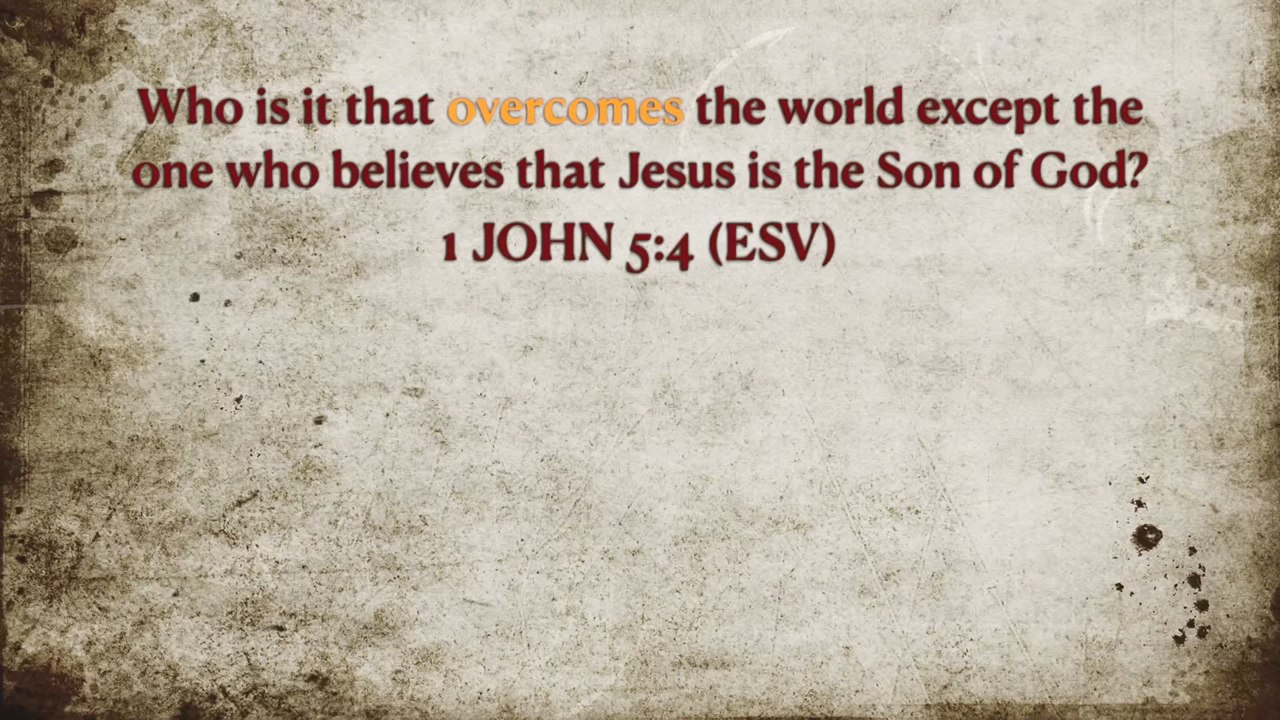 Who is it that overcomes the world except the
one who believes that Jesus is the Son of God?
1 JOHN 5:4 (ESV)